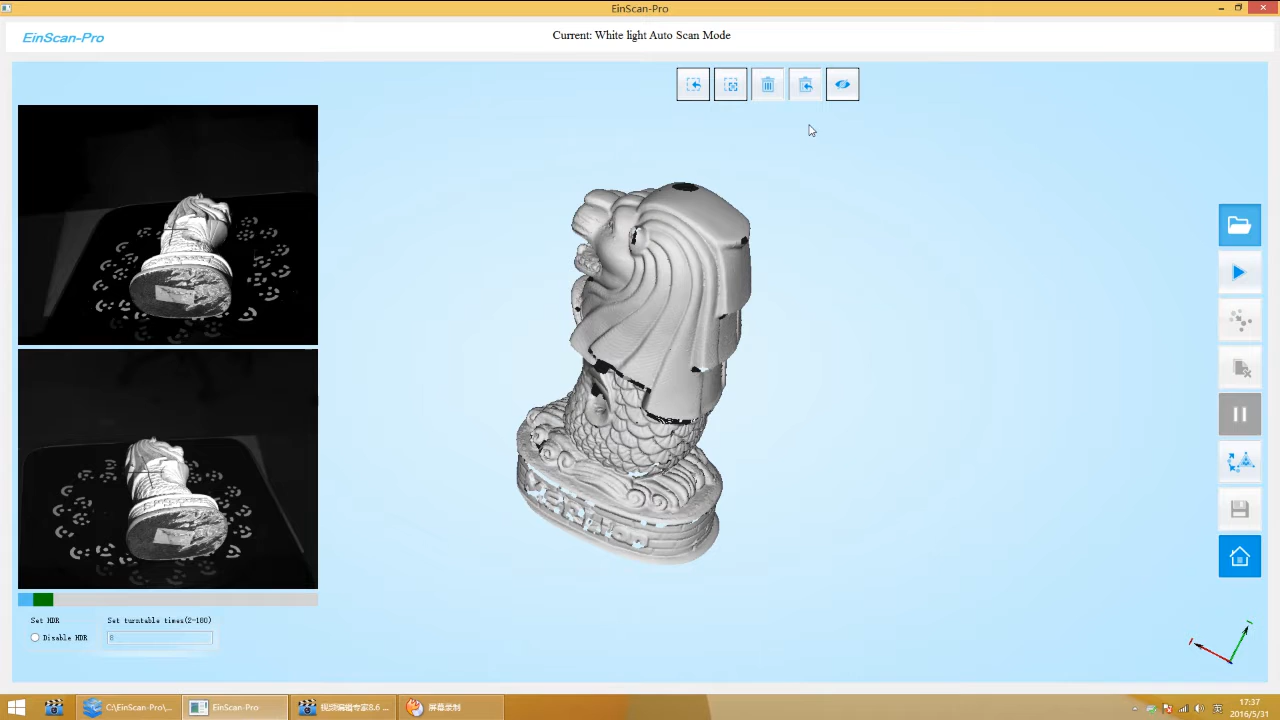 EinScan-Pro
EinScan-Pro
Current: White light Auto Scan Mode
Set HDR
Set turntable times(2-180)
Disable HDR
8
C:\EinScan-Pro\...
EinScan-Pro
视频编辑专家8.6 ...
屏幕录制
英
17:37
2016/5/31